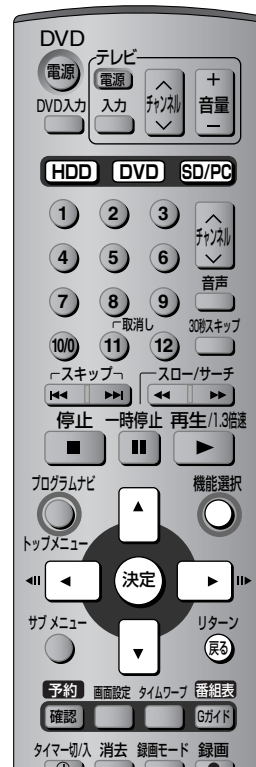 DVD
電源
テレビ
電源
チャンネル
+
音量
−
DVD入力
入力
HDD
DVD
SD/PC
1
2
3
チャンネル
4
5
6
7
8
9
音声
取消し
30秒スキップ
10/0
11
12
スキップ
スロー/サーチ
停止
一時停止
再生/1.3倍速
プログラムナビ
機能選択
トップメニュー
決定
サブ メニュー
リターン
戻る
予約
画面設定
タイムワープ
番組表
確認
Gガイド
タイマー切/入
消去
録画モード
録画